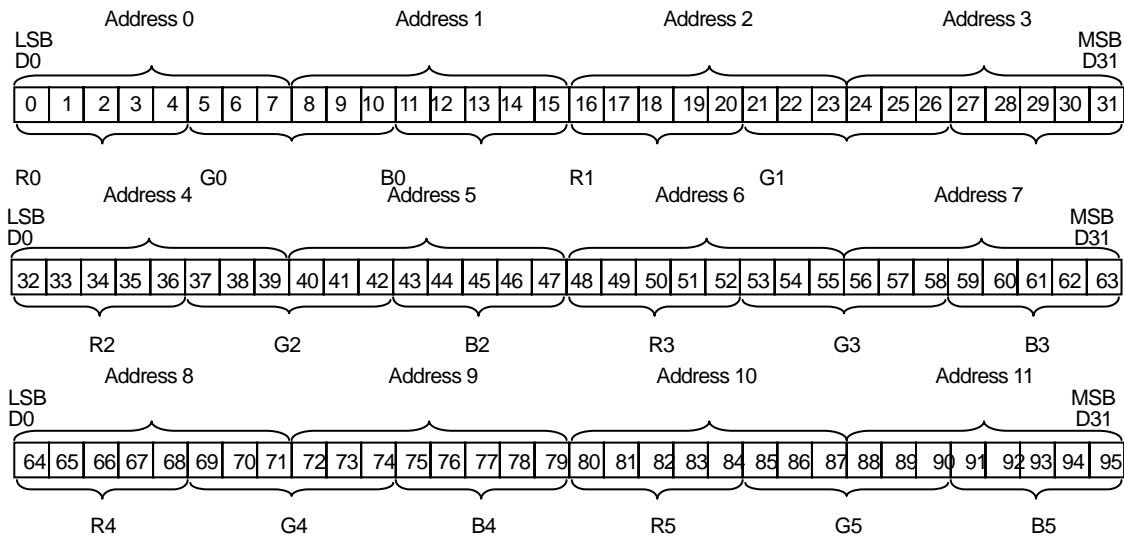 Address 0 Address 1 Address 2 Address 3
LSB MSB
D0 D31
0 1 2 3 4 5 6 7 8 9 10 11 12 13 14 15 16 17 18 19 20 21 22 23 24 25 26 27 28 29 30 31
R0 G0 B0 R1 G1
Address 4 Address 5 Address 6 Address 7
LSB MSB
D0 D31
32 33 34 35 36 37 38 39 40 41 42 43 44 45 46 47 48 49 50 51 52 53 54 55 56 57 58 59 60 61 62 63
R2 G2 B2 R3 G3 B3
Address 8 Address 9 Address 10 Address 11
LSB MSB
D0 D31
64 65 66 67 68 69 70 71 72 73 74 75 76 77 78 79 80 81 82 83 84 85 86 87 88 89 90 91 92 93 94 95
R4 G4 B4 R5 G5 B5